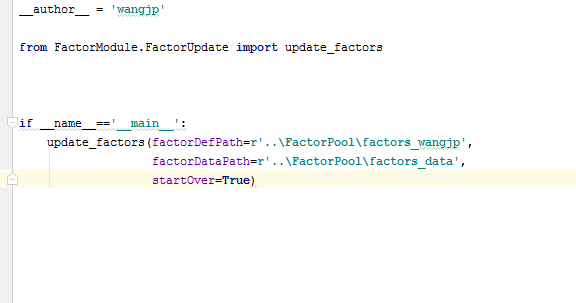 __author__ = 'wangjp'
from FactorModule.FactorUpdate import update_factors
if __name__=='__main__':
update_factors(factorDefPath=r'..\FactorPool\factors_wangjp',
factorDataPath=r'..\FactorPool\factors_data',
startOver=True)